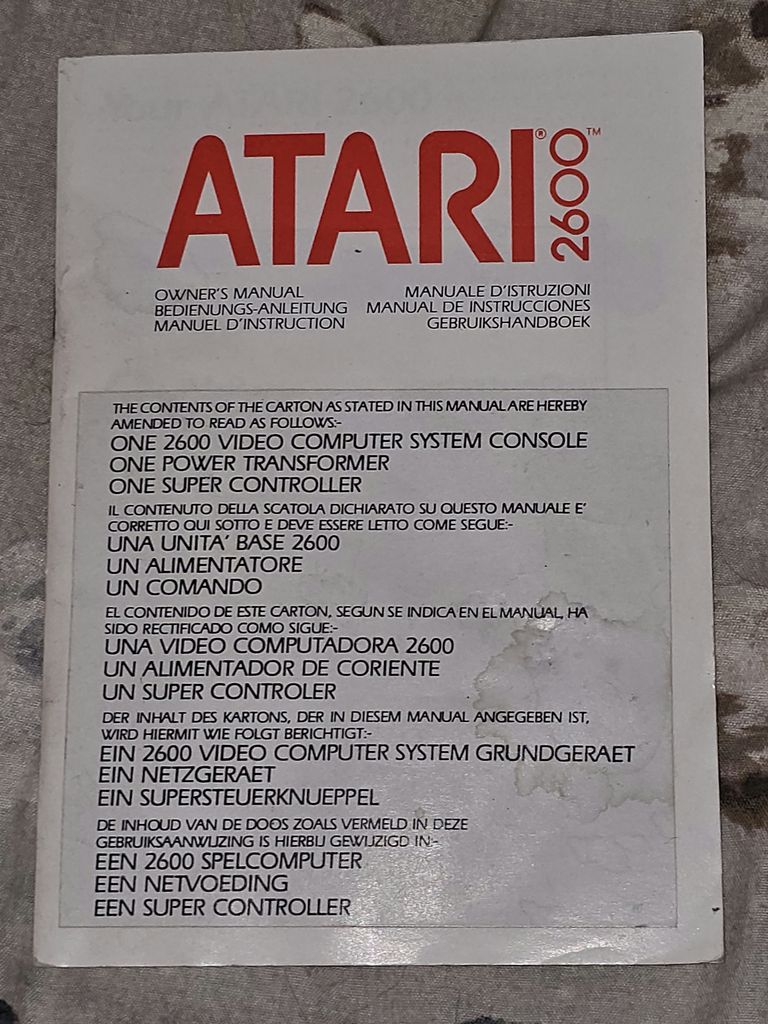 ATARI® 2600™
OWNER'S MANUAL
BEDIENUNGS-ANLEITUNG
MANUEL D'INSTRUCTION
MANUALE D'ISTRUZIONI
MANUAL DE INSTRUCCIONES
GEBRUIKSHANDBOEK
THE CONTENTS OF THE CARTON AS STATED IN THIS MANUAL ARE HEREBY
AMENDED TO READ AS FOLLOWS:-
ONE 2600 VIDEO COMPUTER SYSTEM CONSOLE
ONE POWER TRANSFORMER
ONE SUPER CONTROLLER
IL CONTENUTO DELLA SCATOLA DICHIARATO SU QUESTO MANUALE E'
CORRETTO QUI SOTTO E DEVE ESSERE LETTO COME SEGUE:-
UNA UNITA' BASE 2600
UN ALIMENTATORE
UN COMANDO
EL CONTENIDO DE ESTE CARTON, SEGUN SE INDICA EN EL MANUAL, HA
SIDO RECTIFICADO COMO SIGUE:-
UNA VIDEO COMPUTADORA 2600
UN ALIMENTADOR DE CORIENTE
UN SUPER CONTROLER
DER INHALT DES KARTONS, DER IN DIESEM MANUAL ANGEGEBEN IST,
WIRD HIERMIT WIE FOLGT BERICHTIGT:-
EIN 2600 VIDEO COMPUTER SYSTEM GRUNDGERAET
EIN NETZGERAET
EIN SUPERSTEUERKNUEPPEL
DE INHOUD VAN DE DOOS ZOALS VERMELD IN DEZE
GEBRUIKSAANWIJZING IS HIERBIJ GEWIJZIGD IN:-
EEN 2600 SPELCOMPUTER
EEN NETVOEDING
EEN SUPER CONTROLLER